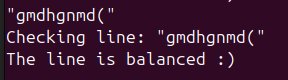 "gmdhgnmd("
Checking line: "gmdhgnmd("
The line is balanced :)